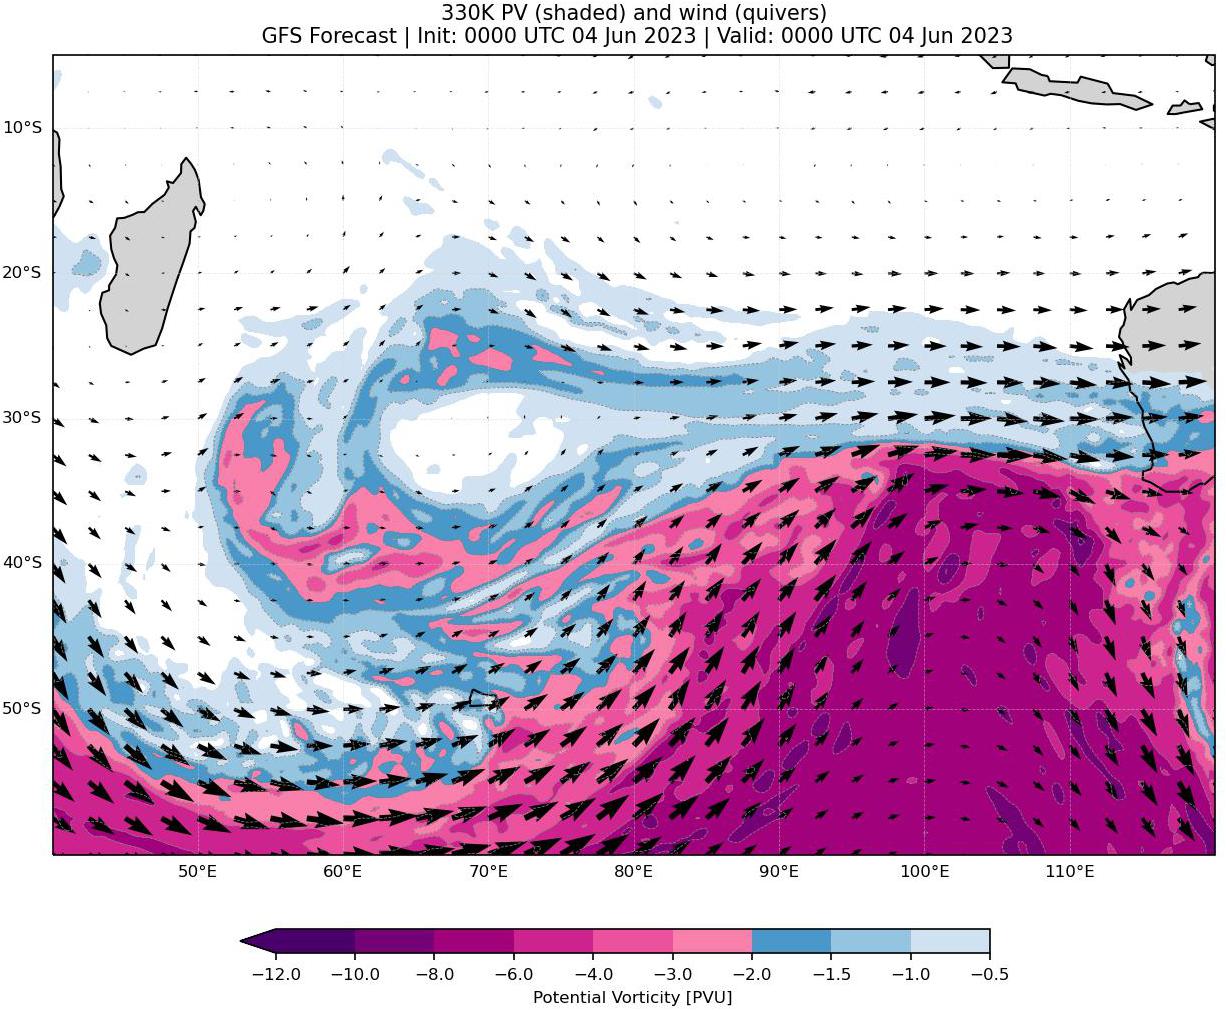 330K PV (shaded) and wind (quivers)
GFS Forecast | Init: 0000 UTC 04 Jun 2023 | Valid: 0000 UTC 04 Jun 2023
10°S
20°S
30°S
40°S
50°S
50°E 60°E 70°E 80°E 90°E 100°E 110°E
−12.0 −10.0 −8.0 −6.0 −4.0 −3.0 −2.0 −1.5 −1.0 −0.5
Potential Vorticity [PVU]